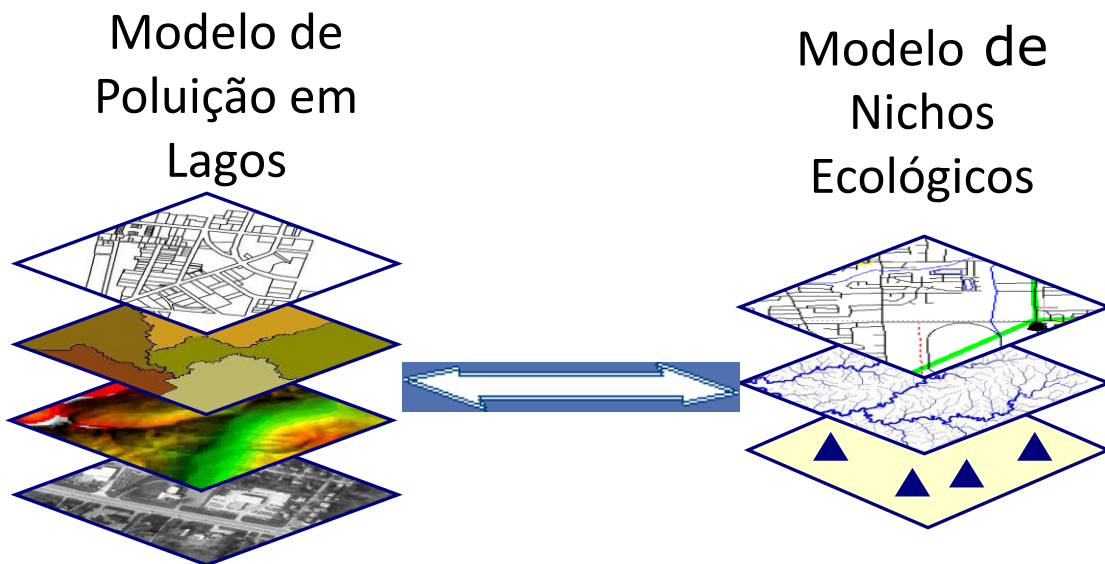 Modelo de
Poluição em
Lagos
Modelo de
Nichos
Ecológicos